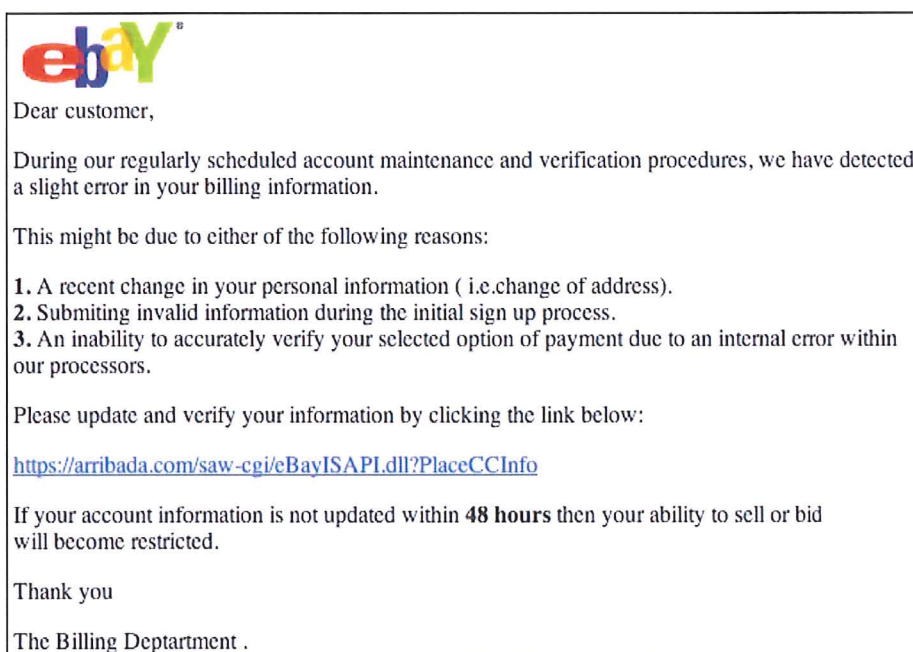 ebaY®
Dear customer,
During our regularly scheduled account maintenance and verification procedures, we have detected
a slight error in your billing information.
This might be due to either of the following reasons:
1. A recent change in your personal information ( i.e.change of address).
2. Submiting invalid information during the initial sign up process.
3. An inability to accurately verify your selected option of payment due to an internal error within
our processors.
Please update and verify your information by clicking the link below:
https://arribada.com/saw-cgi/eBayISAPI.dll?PlaceCCInfo
If your account information is not updated within 48 hours then your ability to sell or bid
will become restricted.
Thank you
The Billing Deptartment .